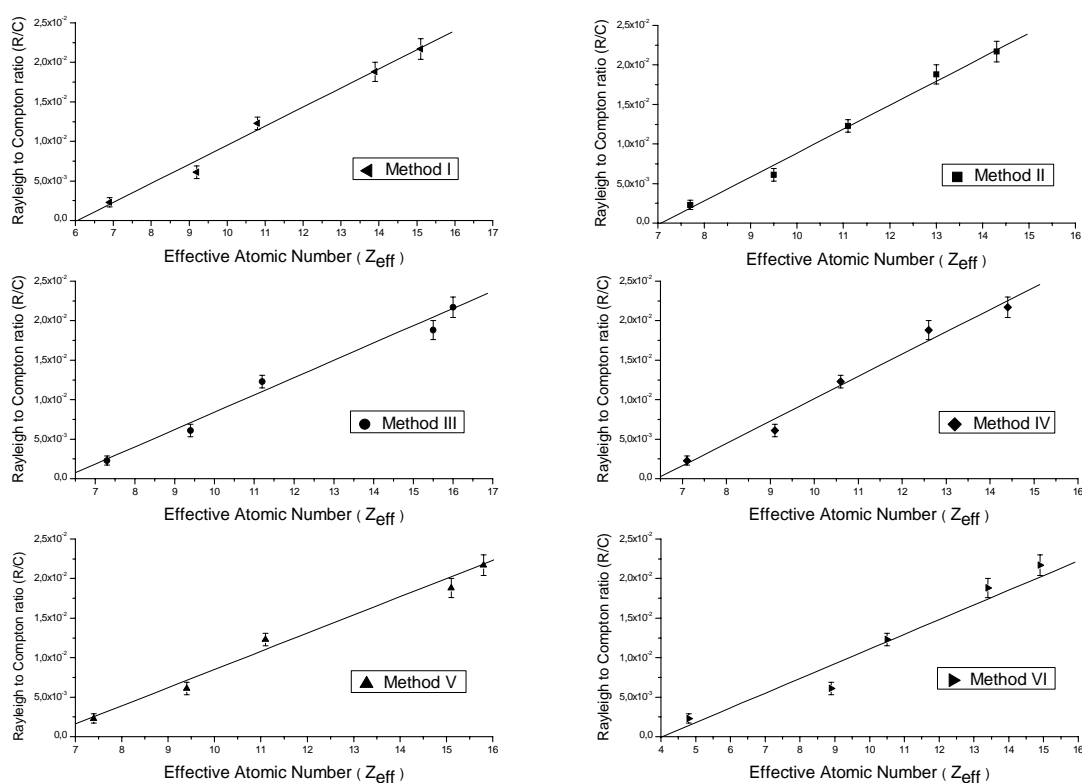 Rayleigh to Compton ratio (R/C)
2,5x10⁻²
2,0x10⁻²
1,5x10⁻²
1,0x10⁻²
5,0x10⁻³
0,0
Method I
6 7 8 9 10 11 12 13 14 15 16 17
Effective Atomic Number ( Zeff )
Rayleigh to Compton ratio (R/C)
2,5x10⁻²
2,0x10⁻²
1,5x10⁻²
1,0x10⁻²
5,0x10⁻³
0,0
Method II
7 8 9 10 11 12 13 14 15 16
Effective Atomic Number ( Zeff )
Rayleigh to Compton ratio (R/C)
2,5x10⁻²
2,0x10⁻²
1,5x10⁻²
1,0x10⁻²
5,0x10⁻³
0,0
Method III
7 8 9 10 11 12 13 14 15 16 17
Effective Atomic Number ( Zeff )
Rayleigh to Compton ratio (R/C)
2,5x10⁻²
2,0x10⁻²
1,5x10⁻²
1,0x10⁻²
5,0x10⁻³
0,0
Method IV
7 8 9 10 11 12 13 14 15 16
Effective Atomic Number ( Zeff )
Rayleigh to Compton ratio (R/C)
2,5x10⁻²
2,0x10⁻²
1,5x10⁻²
1,0x10⁻²
5,0x10⁻³
0,0
Method V
7 8 9 10 11 12 13 14 15 16
Effective Atomic Number ( Zeff )
Rayleigh to Compton ratio (R/C)
2,5x10⁻²
2,0x10⁻²
1,5x10⁻²
1,0x10⁻²
5,0x10⁻³
0,0
Method VI
4 5 6 7 8 9 10 11 12 13 14 15 16
Effective Atomic Number ( Zeff )